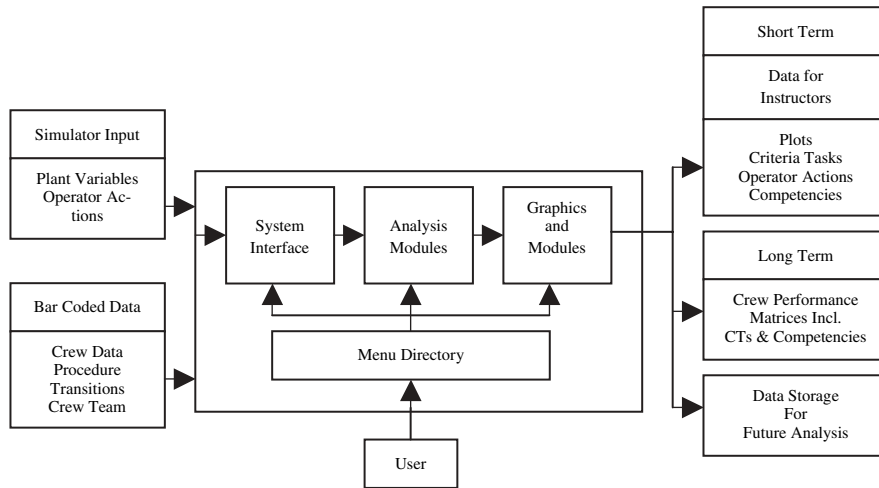 Simulator Input
Plant Variables
Operator Ac-
tions
Bar Coded Data
Crew Data
Procedure
Transitions
Crew Team
System
Interface
Analysis
Modules
Graphics
and
Modules
Menu Directory
User
Short Term
Data for
Instructors
Plots
Criteria Tasks
Operator Actions
Competencies
Long Term
Crew Performance
Matrices Incl.
CTs & Competencies
Data Storage
For
Future Analysis